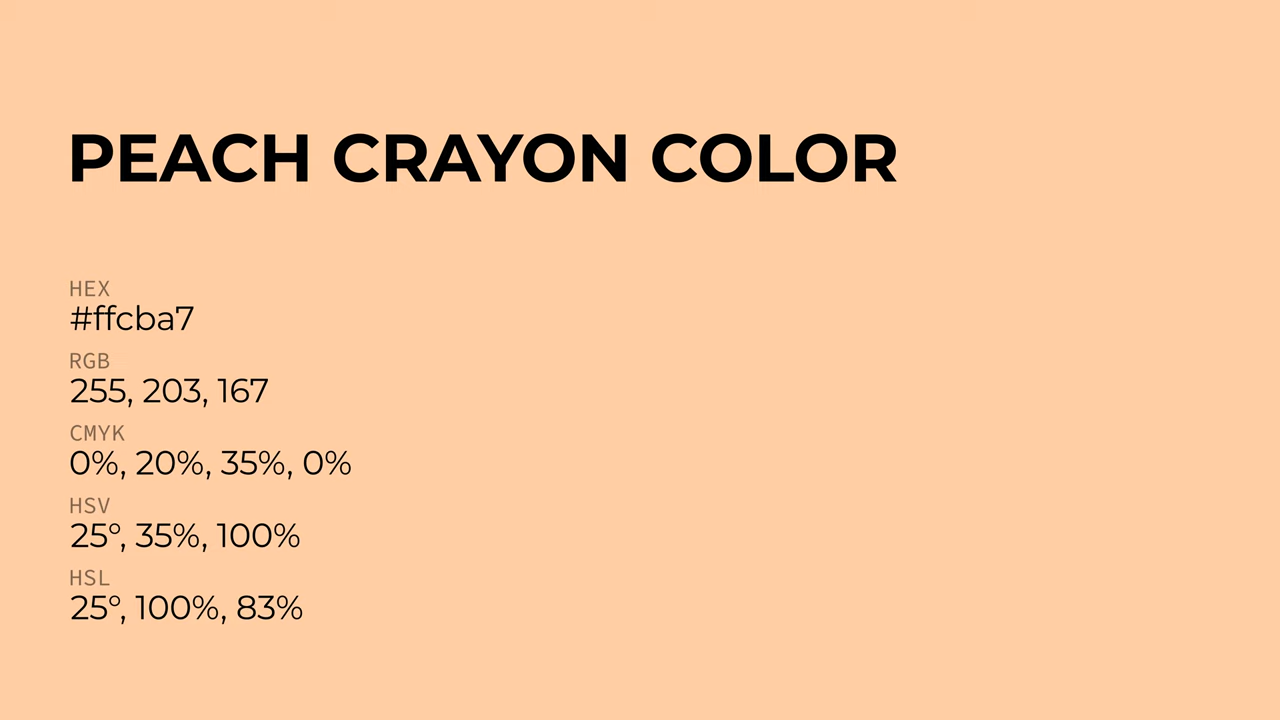 PEACH CRAYON COLOR
HEX
#ffcba7
RGB
255, 203, 167
CMYK
0%, 20%, 35%, 0%
HSV
25°, 35%, 100%
HSL
25°, 100%, 83%